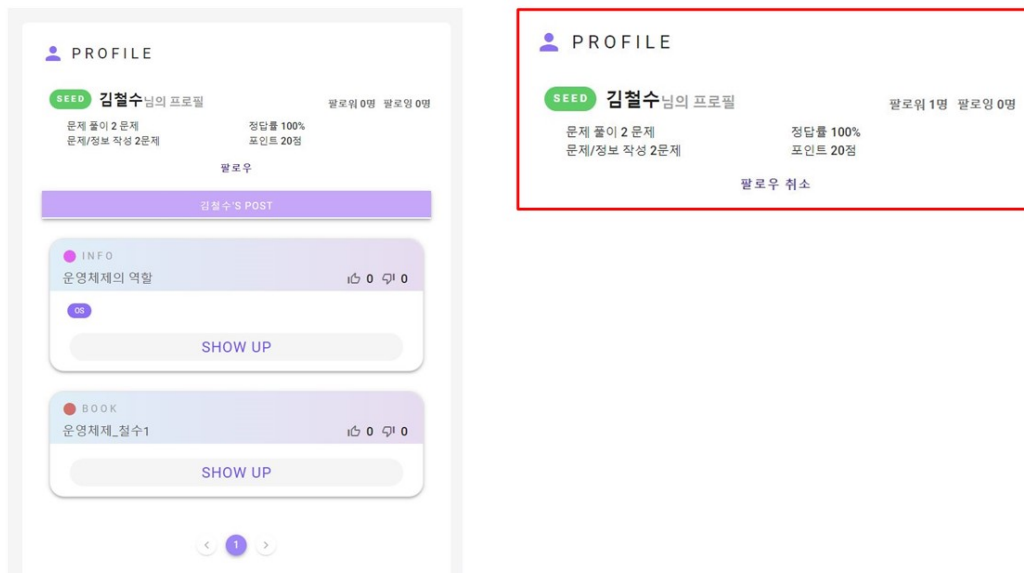 PROFILE
SEED 김철수님의 프로필 팔로워 0명 팔로잉 0명
문제 풀이 2 문제 정답률 100%
문제/정보 작성 2문제 포인트 20점
팔로우
김철수'S POST
INFO
운영체제의 역할 0 0
OS
SHOW UP
BOOK
운영체제_철수1 0 0
SHOW UP
1
PROFILE
SEED 김철수님의 프로필 팔로워 1명 팔로잉 0명
문제 풀이 2 문제 정답률 100%
문제/정보 작성 2문제 포인트 20점
팔로우 취소